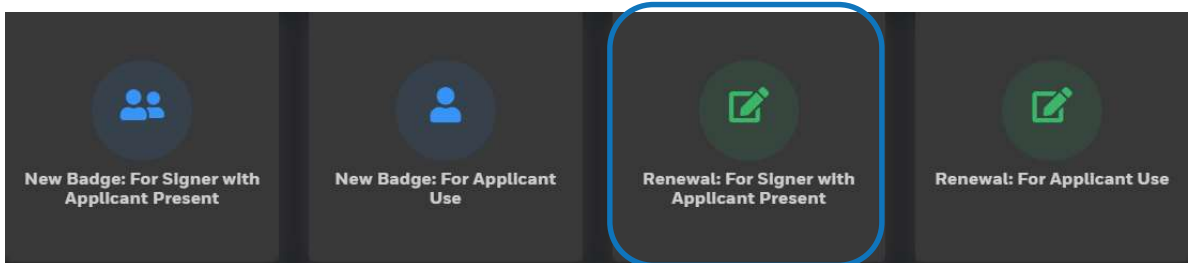 New Badge: For Signer with
Applicant Present
New Badge: For Applicant
Use
Renewal: For Signer with
Applicant Present
Renewal: For Applicant Use